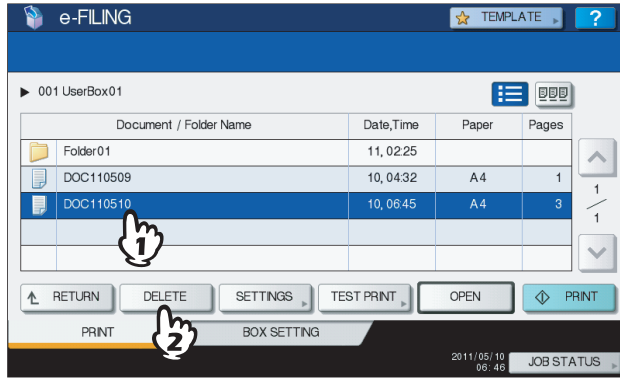 e-FILING
TEMPLATE
?
001 UserBox01
Document / Folder Name Date,Time Paper Pages
Folder01 11, 02:25
DOC110509 10, 04:32 A4 1
DOC110510 10, 06:45 A4 3
1
1
1
RETURN DELETE SETTINGS TEST PRINT OPEN PRINT
2
PRINT BOX SETTING
2011/05/10
06:46
JOB STATUS